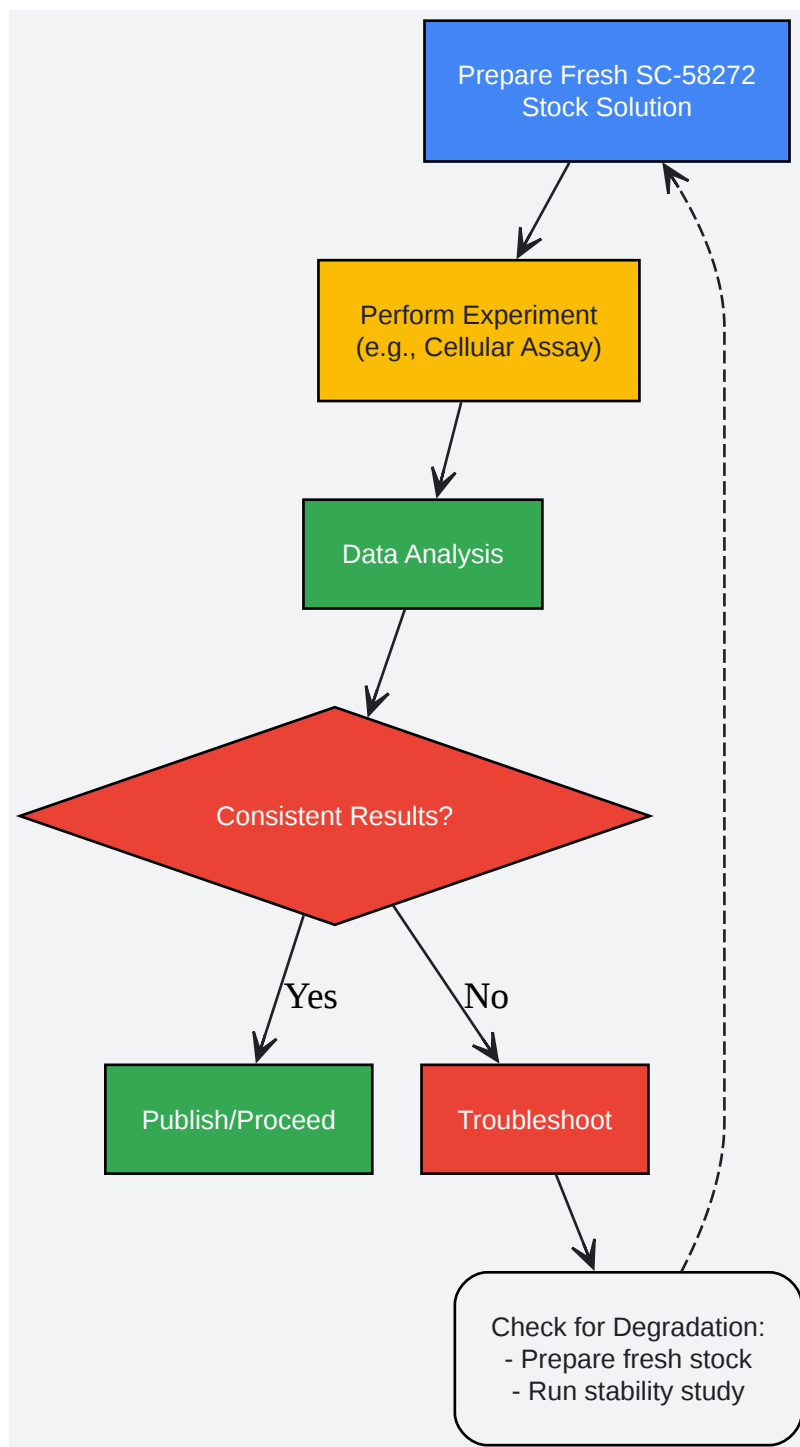 Prepare Fresh SC-58272
Stock Solution
Perform Experiment
(e.g., Cellular Assay)
Data Analysis
Consistent Results?
Yes
No
Publish/Proceed
Troubleshoot
Check for Degradation:
- Prepare fresh stock
- Run stability study